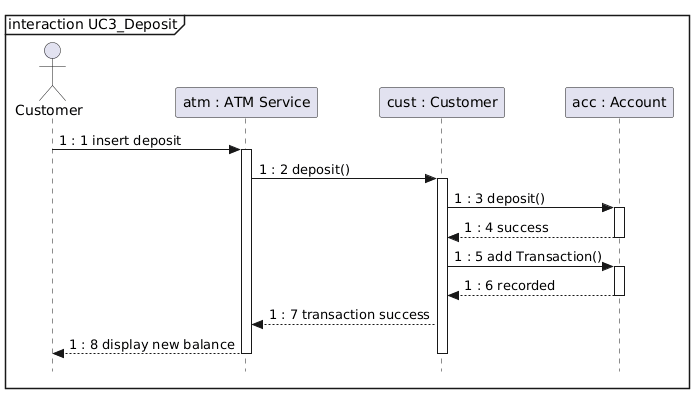 interaction UC3_Deposit
Customer
atm : ATM Service
cust : Customer
acc : Account
1 : 1 insert deposit
1 : 2 deposit()
1 : 3 deposit()
1 : 4 success
1 : 5 add Transaction()
1 : 6 recorded
1 : 7 transaction success
1 : 8 display new balance